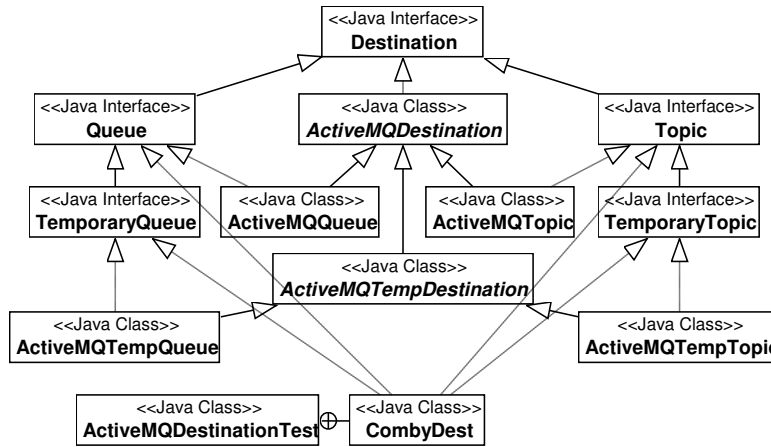 <<Java Interface>>
Destination
<<Java Interface>>
Queue
<<Java Class>>
ActiveMQDestination
<<Java Interface>>
Topic
<<Java Interface>>
TemporaryQueue
<<Java Class>>
ActiveMQQueue
<<Java Class>>
ActiveMQTopic
<<Java Interface>>
TemporaryTopic
<<Java Class>>
ActiveMQTempDestination
<<Java Class>>
ActiveMQTempQueue
<<Java Class>>
ActiveMQTempTopic
<<Java Class>>
ActiveMQDestinationTest
<<Java Class>>
CombyDest